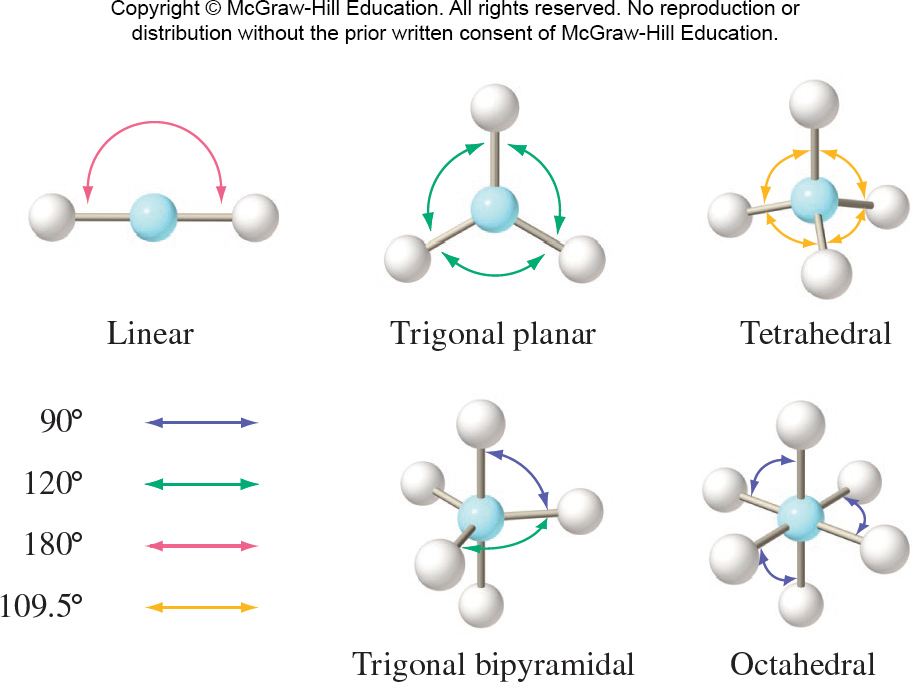 Copyright © McGraw-Hill Education. All rights reserved. No reproduction or
distribution without the prior written consent of McGraw-Hill Education.
Linear
Trigonal planar
Tetrahedral
90°
120°
180°
109.5°
Trigonal bipyramidal
Octahedral